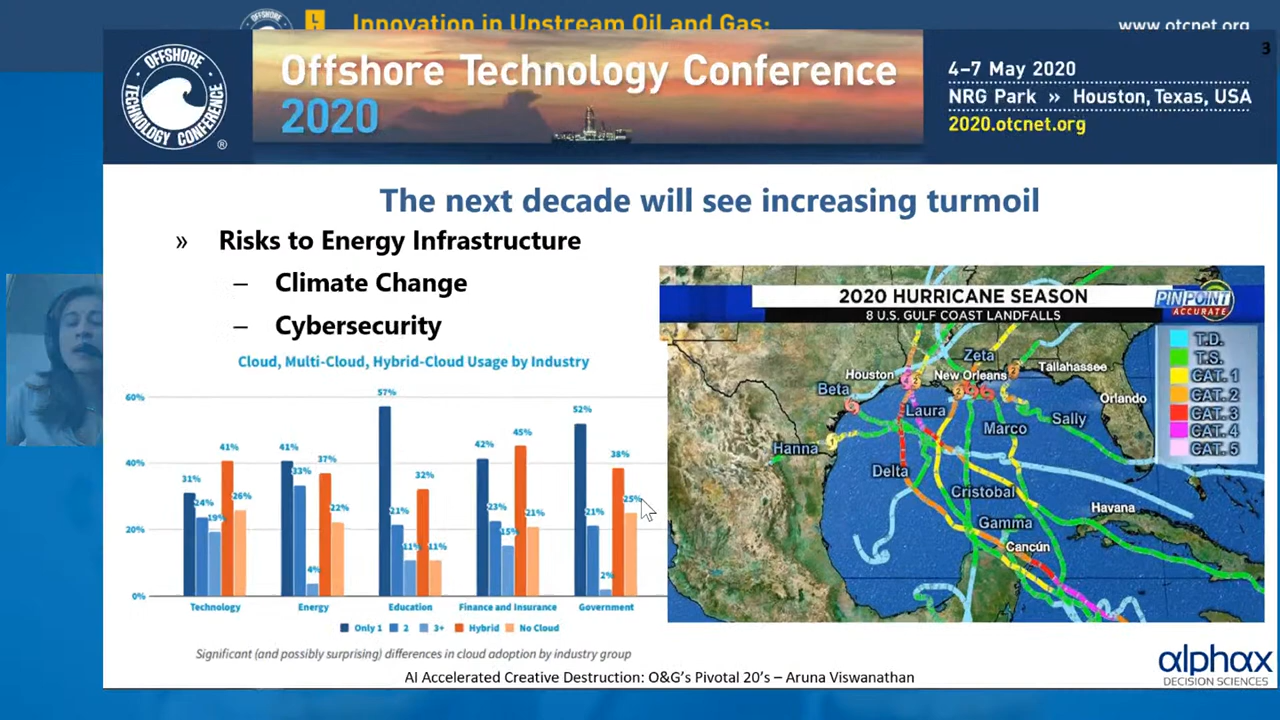 Innovation in Upstream Oil and Gas:
www.otcnet.org
3
OFFSHORE TECHNOLOGY CONFERENCE
®
Offshore Technology Conference
2020
4–7 May 2020
NRG Park » Houston, Texas, USA
2020.otcnet.org
The next decade will see increasing turmoil
» Risks to Energy Infrastructure
– Climate Change
– Cybersecurity
Cloud, Multi-Cloud, Hybrid-Cloud Usage by Industry
60%
40%
20%
0%
31%
24%
19%
41%
26%
41%
33%
4%
37%
22%
57%
21%
11%
32%
11%
42%
23%
15%
45%
21%
52%
21%
2%
38%
25%
Technology
Energy
Education
Finance and Insurance
Government
Only 1
2
3+
Hybrid
No Cloud
Significant (and possibly surprising) differences in cloud adoption by industry group
2020 HURRICANE SEASON
8 U.S. GULF COAST LANDFALLS
PINPOINT
ACCURATE
T.D.
T.S.
CAT. 1
CAT. 2
CAT. 3
CAT. 4
CAT. 5
Zeta
Houston
New Orleans
Tallahassee
Beta
Orlando
Laura
Sally
Marco
Hanna
Delta
Cristobal
Havana
Gamma
Cancún
AI Accelerated Creative Destruction: O&G's Pivotal 20's – Aruna Viswanathan
alphax
DECISION SCIENCES